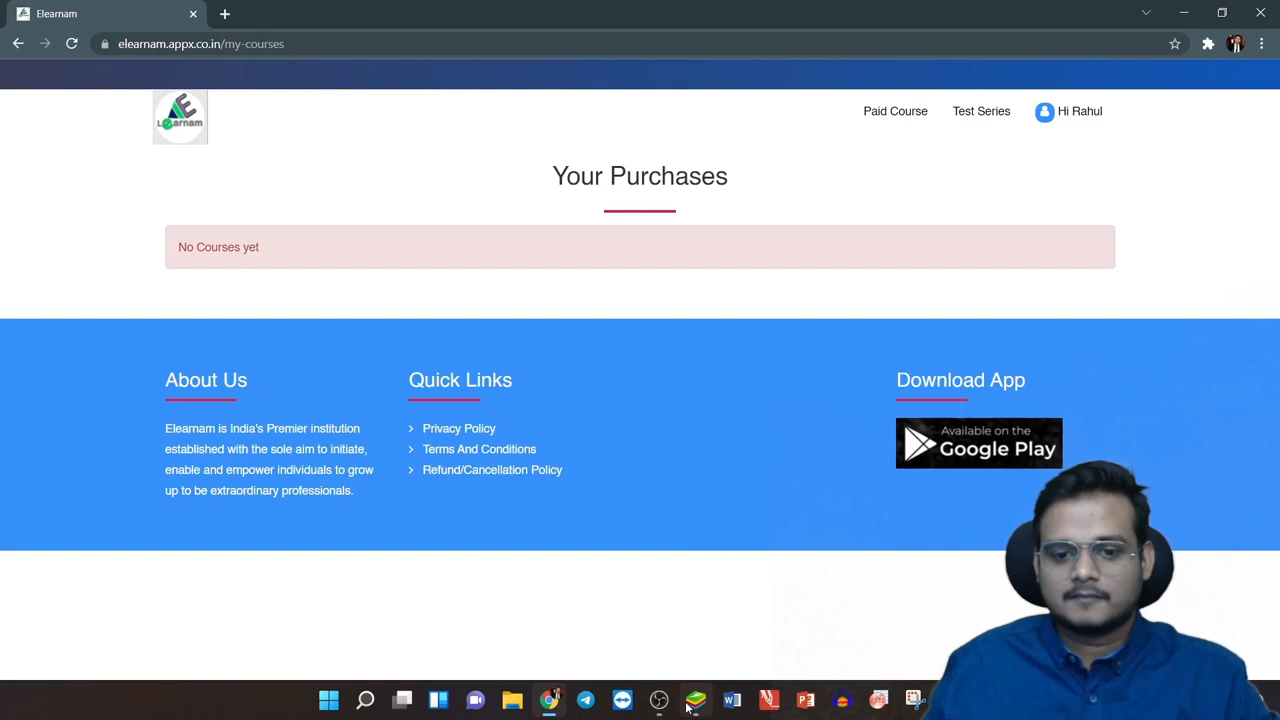 Elearnam
elearnam.appx.co.in/my-courses
E
Learnam
Paid Course
Test Series
Hi Rahul
Your Purchases
No Courses yet
About Us
Elearnam is India's Premier institution
established with the sole aim to initiate,
enable and empower individuals to grow
up to be extraordinary professionals.
Quick Links
Privacy Policy
Terms And Conditions
Refund/Cancellation Policy
Download App
Available on the
Google Play